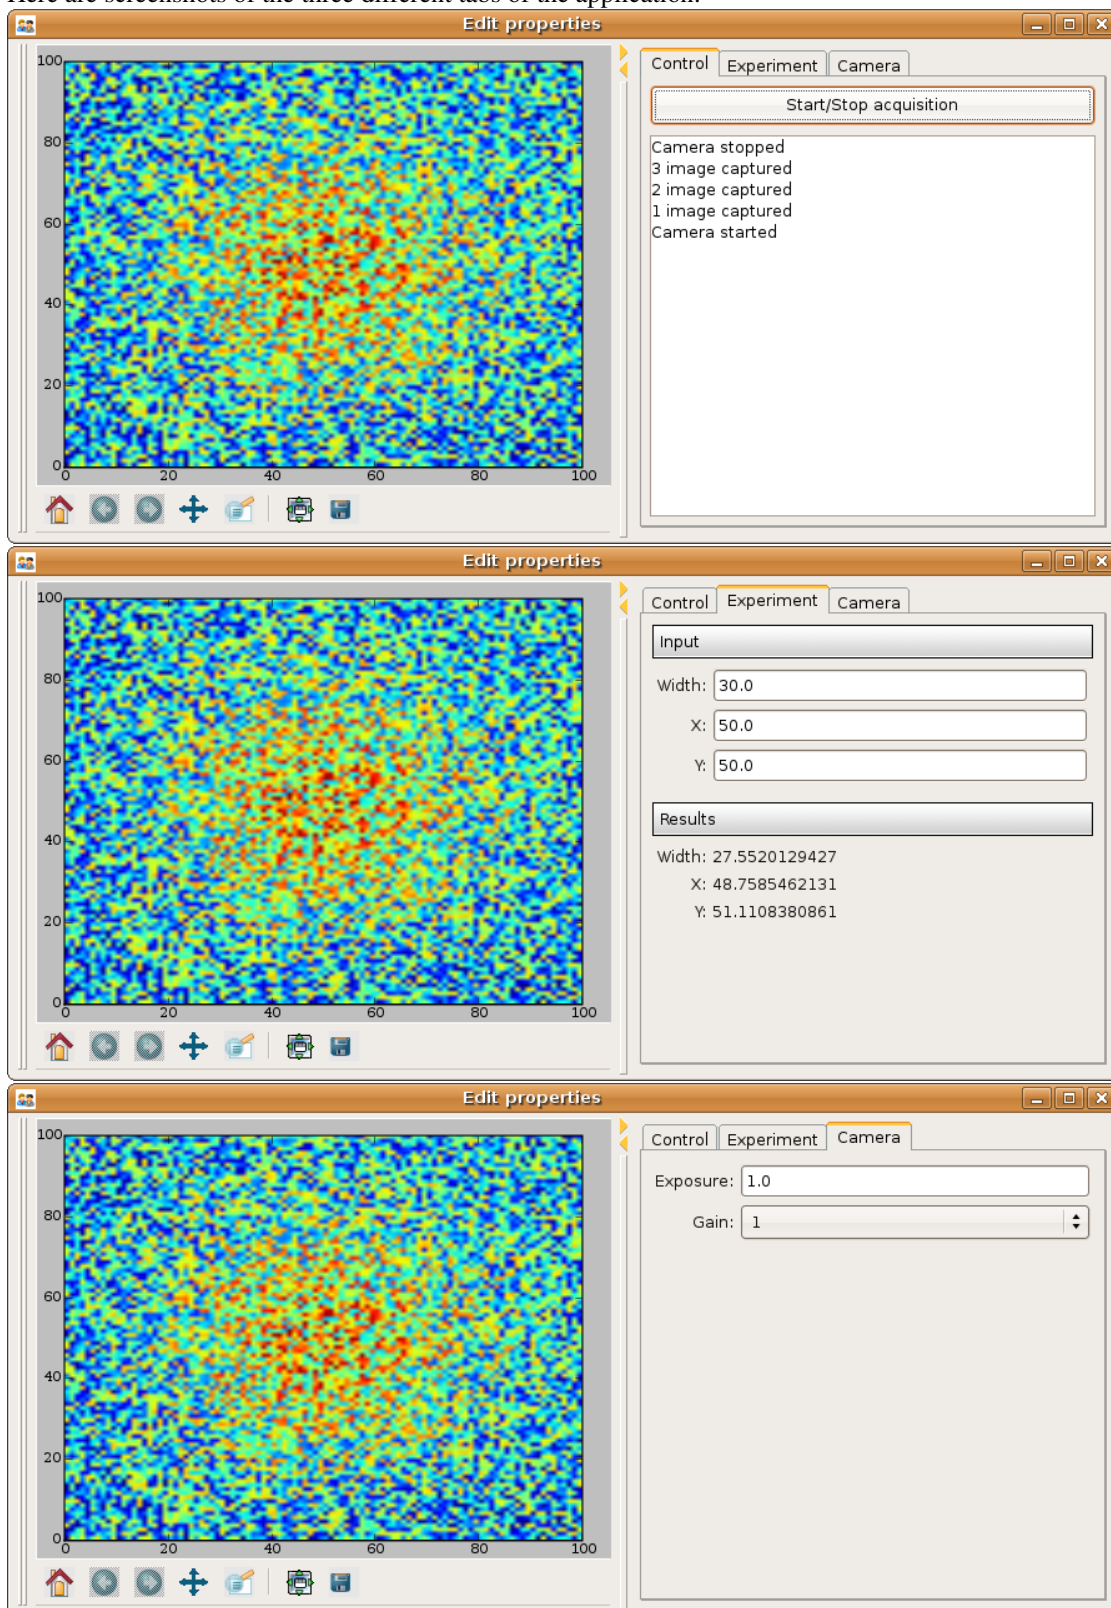 Here are screenshots of the three different tabs of the application:
Edit properties
Control Experiment Camera
Start/Stop acquisition
Camera stopped
3 image captured
2 image captured
1 image captured
Camera started
100
80
60
40
20
0
0 20 40 60 80 100
Edit properties
Control Experiment Camera
Input
Width: 30.0
X: 50.0
Y: 50.0
Results
Width: 27.5520129427
X: 48.7585462131
Y: 51.1108380861
100
80
60
40
20
0
0 20 40 60 80 100
Edit properties
Control Experiment Camera
Exposure: 1.0
Gain: 1
100
80
60
40
20
0
0 20 40 60 80 100